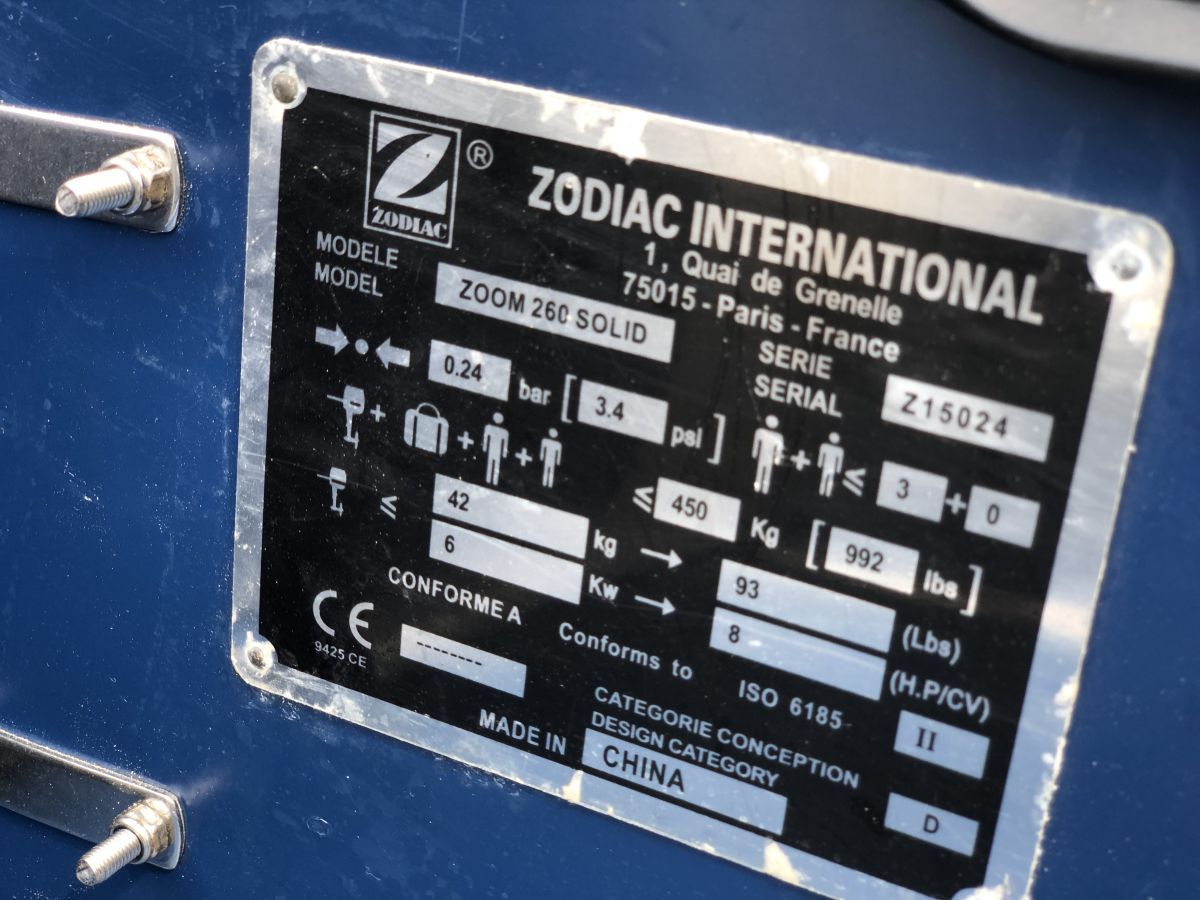 ŻODIAC ®
ZODIAC INTERNATIONAL
1, Quai de Grenelle
75015 - Paris - France
MODELE
MODEL
ZOOM 260 SOLID
SERIE
SERIAL
Z15024
0.24 bar [3.4 psi]
≤ 3 + 0
+ + + ≤ 450 Kg [992 lbs]
≤ 42 kg → 93 (Lbs)
6 Kw → 8 (H.P/CV)
CE
9425 CE
CONFORME A
--------
Conforms to
ISO 6185
II
CATEGORIE CONCEPTION
DESIGN CATEGORY
D
MADE IN CHINA